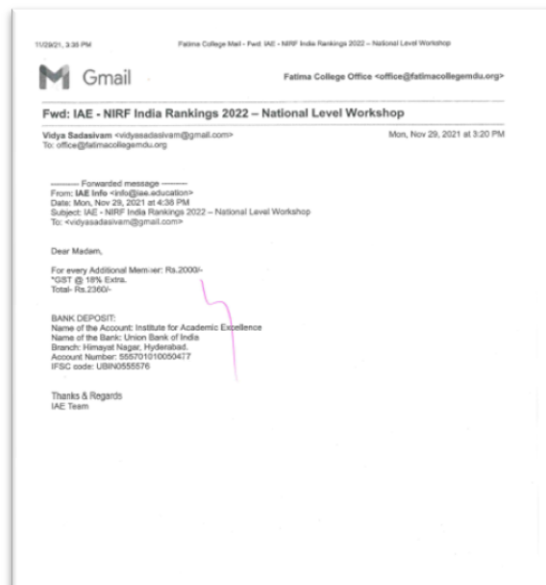 11/29/21, 3:38 PM Fatima College Mail - Fwd: IAE - NIRF India Rankings 2022 – National Level Workshop
Gmail Fatima College Office <office@fatimacollegemdu.org>
Fwd: IAE - NIRF India Rankings 2022 – National Level Workshop
Vidya Sadasivam <vidyasadasivam@gmail.com> Mon, Nov 29, 2021 at 3:20 PM
To: office@fatimacollegemdu.org
---------- Forwarded message ----------
From: IAE Info <info@iae.education>
Date: Mon, Nov 29, 2021 at 4:38 PM
Subject: IAE - NIRF India Rankings 2022 – National Level Workshop
To: <vidyasadasivam@gmail.com>
Dear Madam,
For every Additional Member: Rs.2000/-
*GST @ 18% Extra.
Total- Rs.2360/-
BANK DEPOSIT:
Name of the Account: Institute for Academic Excellence
Name of the Bank: Union Bank of India
Branch: Himayat Nagar, Hyderabad.
Account Number: 555701010050477
IFSC code: UBIN0555576
Thanks & Regards
IAE Team